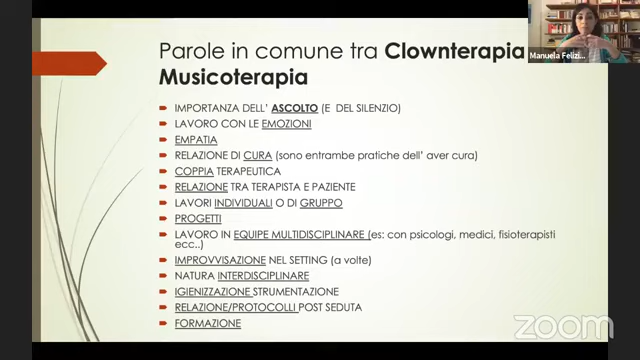 Manuela Felizi...
Parole in comune tra Clownterapia
Musicoterapia
IMPORTANZA DELL' ASCOLTO (E DEL SILENZIO)
LAVORO CON LE EMOZIONI
EMPATIA
RELAZIONE DI CURA (sono entrambe pratiche dell' aver cura)
COPPIA TERAPEUTICA
RELAZIONE TRA TERAPISTA E PAZIENTE
LAVORI INDIVIDUALI O DI GRUPPO
PROGETTI
LAVORO IN EQUIPE MULTIDISCIPLINARE (es: con psicologi, medici, fisioterapisti
ecc..)
IMPROVVISAZIONE NEL SETTING (a volte)
NATURA INTERDISCIPLINARE
IGIENIZZAZIONE STRUMENTAZIONE
RELAZIONE/PROTOCOLLI POST SEDUTA
FORMAZIONE
zoom